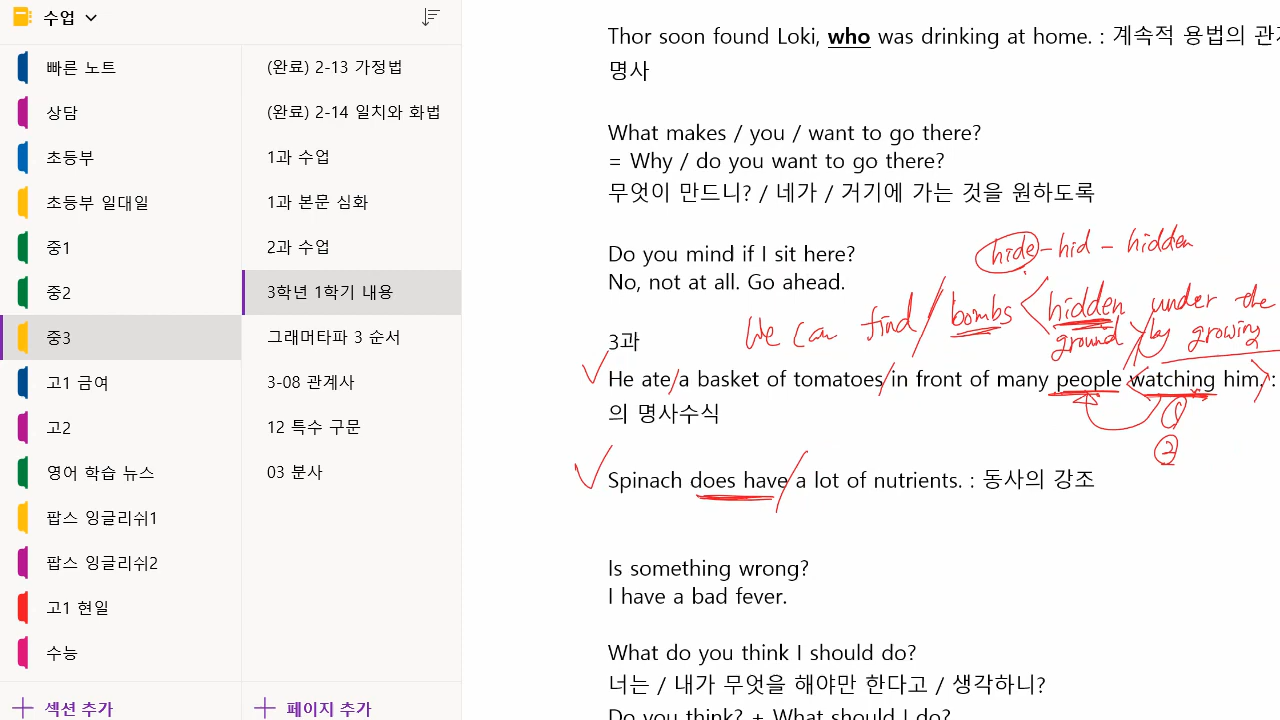 수업
빠른 노트
상담
초등부
초등부 일대일
중1
중2
중3
고1 금여
고2
영어 학습 뉴스
팝스 잉글리쉬1
팝스 잉글리쉬2
고1 현일
수능
섹션 추가
(완료) 2-13 가정법
(완료) 2-14 일치와 화법
1과 수업
1과 본문 심화
2과 수업
3학년 1학기 내용
그래머타파 3 순서
3-08 관계사
12 특수 구문
03 분사
페이지 추가
Thor soon found Loki, who was drinking at home. : 계속적 용법의
명사
What makes / you / want to go there?
= Why / do you want to go there?
무엇이 만드니? / 네가 / 거기에 가는 것을 원하도록
Do you mind if I sit here?
No, not at all. Go ahead.
hide - hid - hidden
We can find / bombs < hidden under the
ground / by growing
3과
He ate / a basket of tomatoes / in front of many people < watching him. > :
의 명사수식
① 
②
Spinach does have / a lot of nutrients. : 동사의 강조
Is something wrong?
I have a bad fever.
What do you think I should do?
너는 / 내가 무엇을 해야만 한다고 / 생각하니?
Do you think? + What should I do?